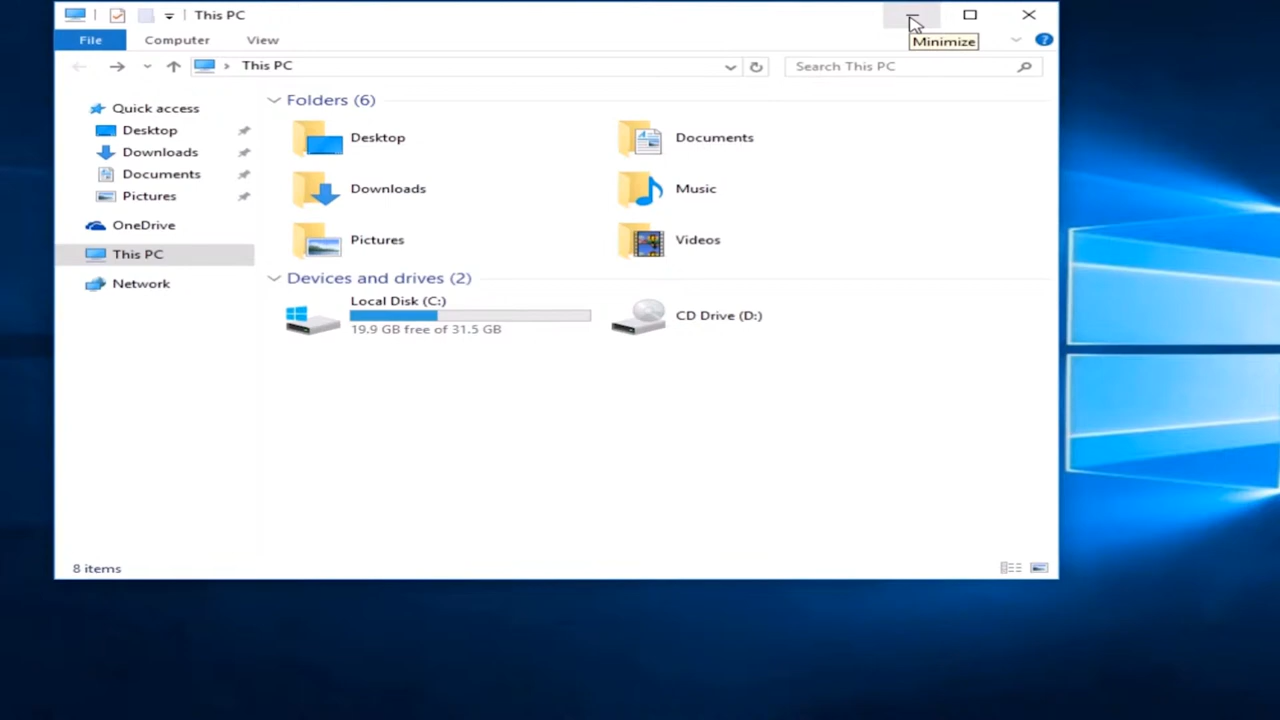 This PC
Minimize
File
Computer
View
This PC
Search This PC
Quick access
Desktop
Downloads
Documents
Pictures
OneDrive
This PC
Network
Folders (6)
Desktop
Documents
Downloads
Music
Pictures
Videos
Devices and drives (2)
Local Disk (C:)
19.9 GB free of 31.5 GB
CD Drive (D:)
8 items